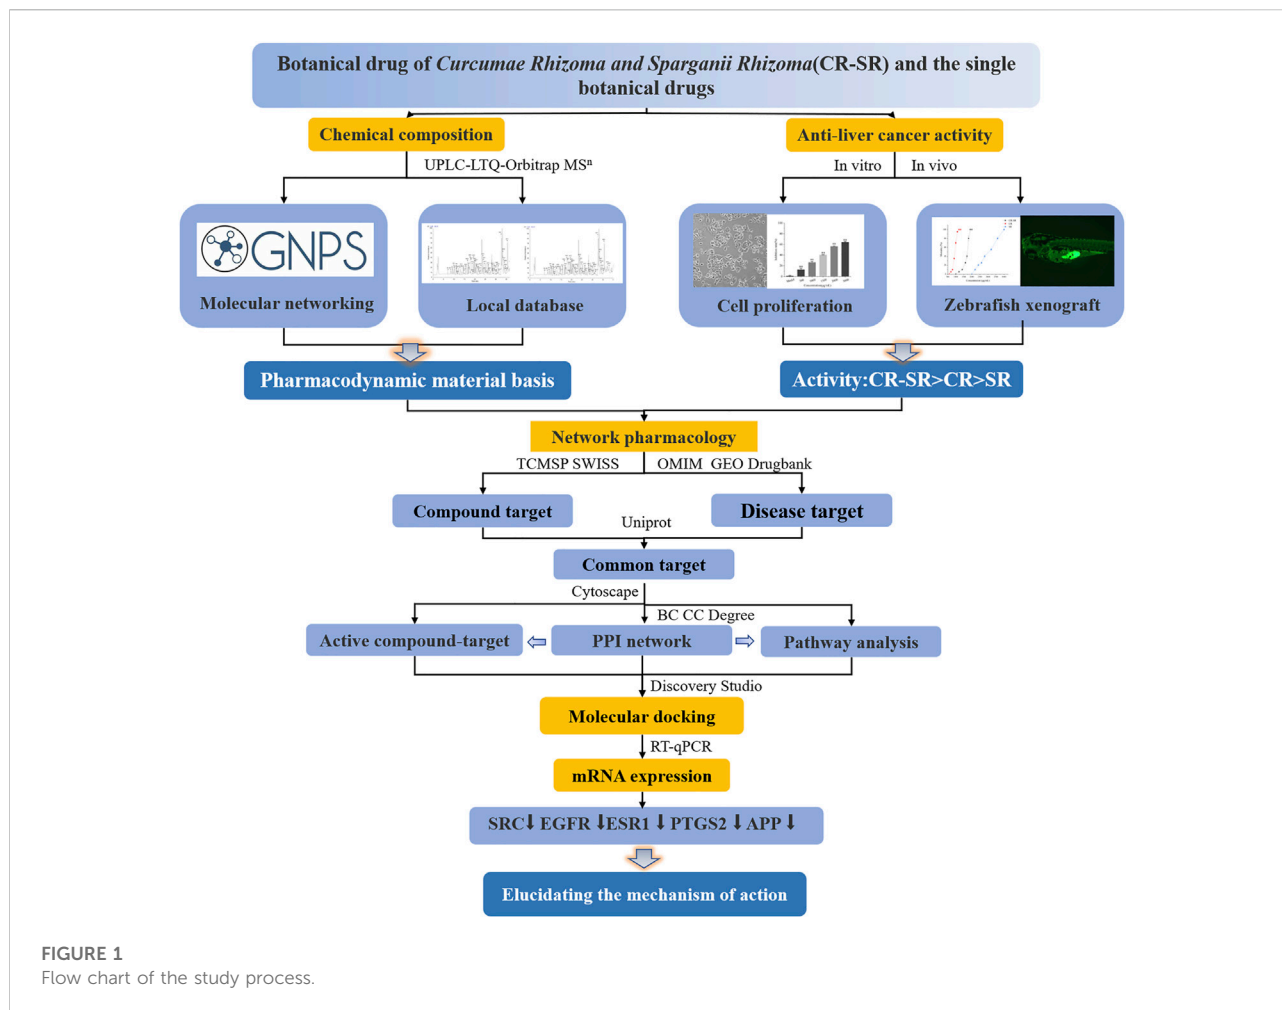 Botanical drug of Curcumae Rhizoma and Sparganii Rhizoma(CR-SR) and the single
botanical drugs
Chemical composition
Anti-liver cancer activity
UPLC-LTQ-Orbitrap MSⁿ
In vitro
In vivo
GNPS
Molecular networking
Local database
Cell proliferation
Zebrafish xenograft
Pharmacodynamic material basis
Activity:CR-SR>CR>SR
Network pharmacology
TCMSP SWISS
OMIM GEO Drugbank
Compound target
Disease target
Uniprot
Common target
Cytoscape
BC CC Degree
Active compound-target
PPI network
Pathway analysis
Discovery Studio
Molecular docking
RT-qPCR
mRNA expression
SRC↓ EGFR ↓ESR1 ↓ PTGS2 ↓ APP ↓
Elucidating the mechanism of action
FIGURE 1
Flow chart of the study process.